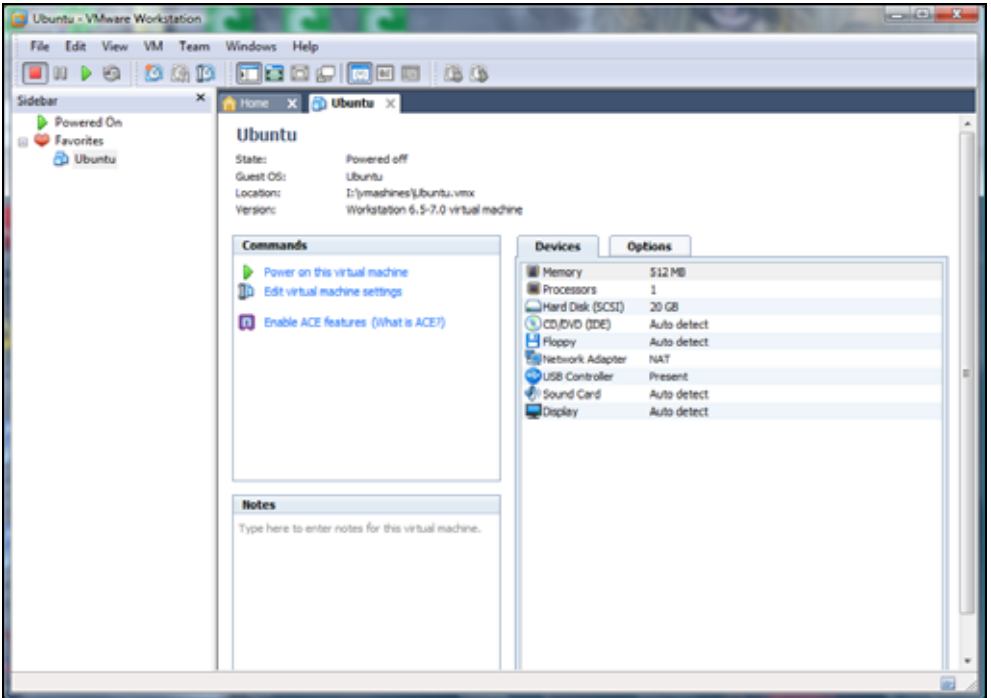 Ubuntu - VMware Workstation
File Edit View VM Team Windows Help
Sidebar
Powered On
Favorites
Ubuntu
Home
Ubuntu
Ubuntu
State: Powered off
Guest OS: Ubuntu
Location: I:\ymashines\Ubuntu.vmx
Version: Workstation 6.5-7.0 virtual machine
Commands
Power on this virtual machine
Edit virtual machine settings
Enable ACE features (What is ACE?)
Devices Options
Memory 512 MB
Processors 1
Hard Disk (SCSI) 20 GB
CD/DVD (IDE) Auto detect
Floppy Auto detect
Network Adapter NAT
USB Controller Present
Sound Card Auto detect
Display Auto detect
Notes
Type here to enter notes for this virtual machine.